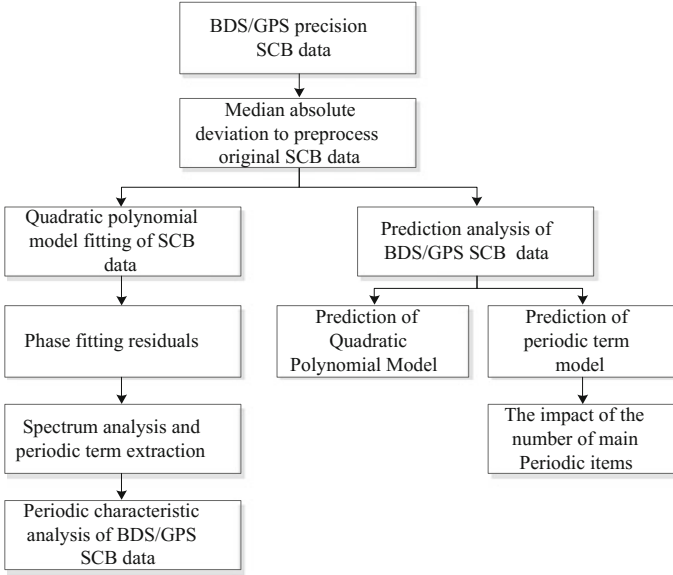 BDS/GPS precision
SCB data
Median absolute
deviation to preprocess
original SCB data
Quadratic polynomial
model fitting of SCB
data
Phase fitting residuals
Spectrum analysis and
periodic term extraction
Periodic characteristic
analysis of BDS/GPS
SCB data
Prediction analysis of
BDS/GPS SCB data
Prediction of
Quadratic
Polynomial Model
Prediction of
periodic term
model
The impact of the
number of main
Periodic items